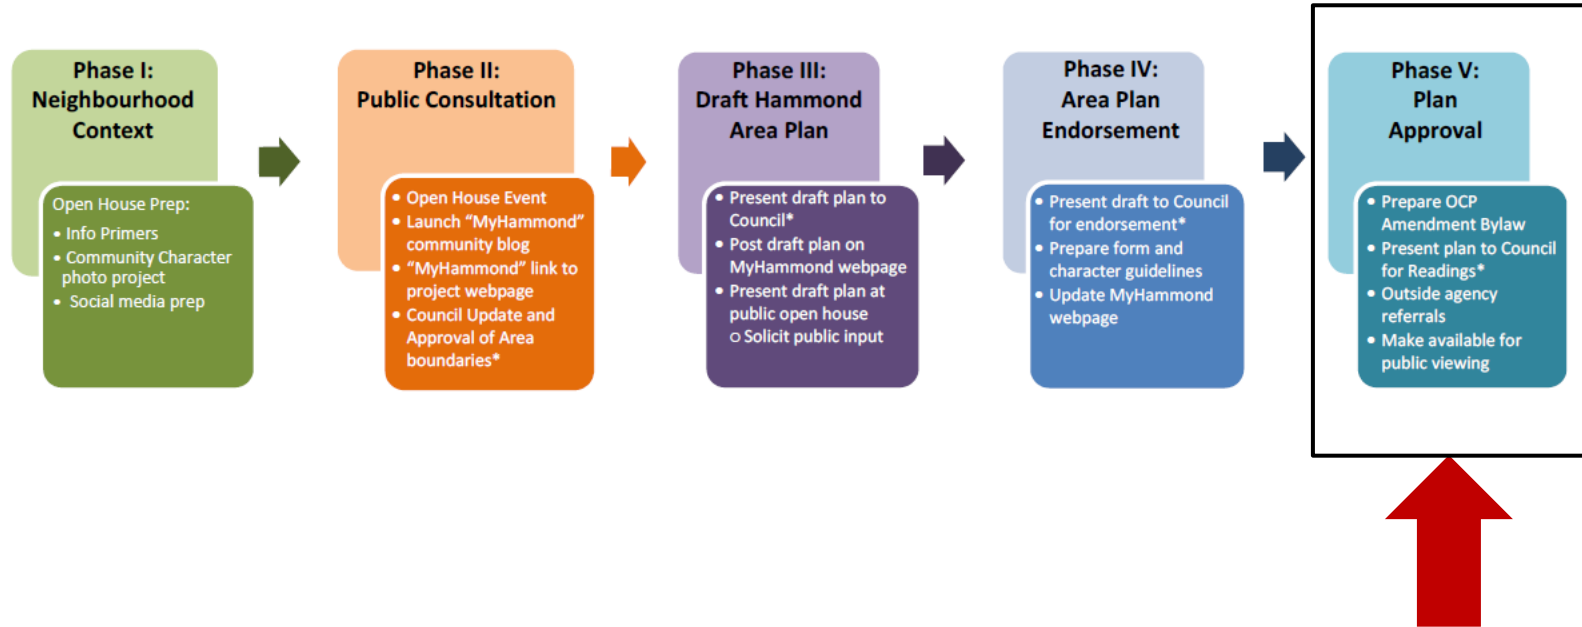 Phase I:
Neighbourhood
Context
Open House Prep:
• Info Primers
• Community Character
photo project
• Social media prep
Phase II:
Public Consultation
• Open House Event
• Launch “MyHammond”
community blog
• “MyHammond” link to
project webpage
• Council Update and
Approval of Area
boundaries*
Phase III:
Draft Hammond
Area Plan
• Present draft plan to
Council*
• Post draft plan on
MyHammond webpage
• Present draft plan at
public open house
o Solicit public input
Phase IV:
Area Plan
Endorsement
• Present draft to Council
for endorsement*
• Prepare form and
character guidelines
• Update MyHammond
webpage
Phase V:
Plan
Approval
• Prepare OCP
Amendment Bylaw
• Present plan to Council
for Readings*
• Outside agency
referrals
• Make available for
public viewing